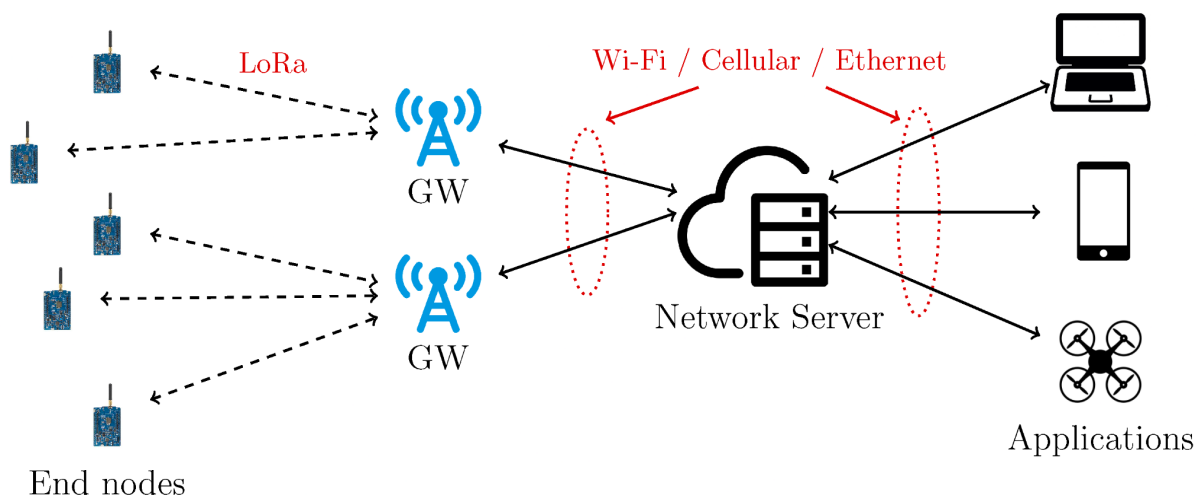 LoRa
Wi-Fi / Cellular / Ethernet
GW
Network Server
GW
Applications
End nodes